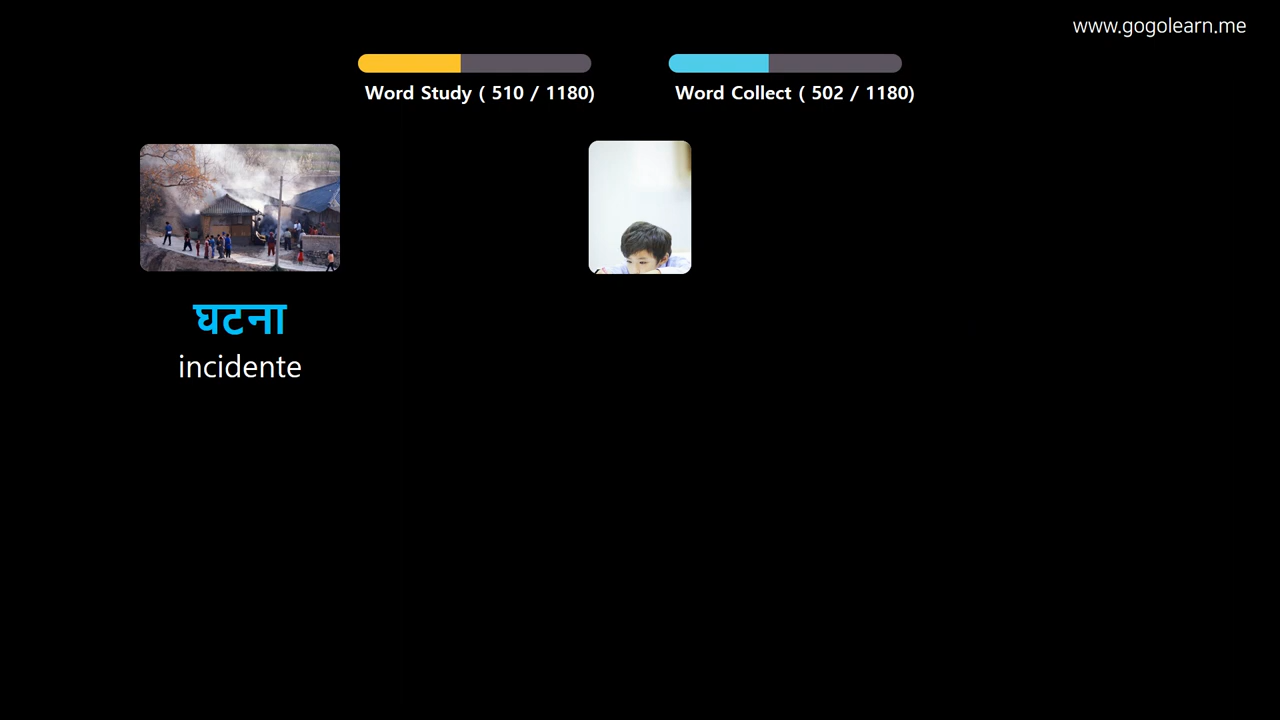 www.gogolearn.me
Word Study ( 510 / 1180)
Word Collect ( 502 / 1180)
घटना
incidente